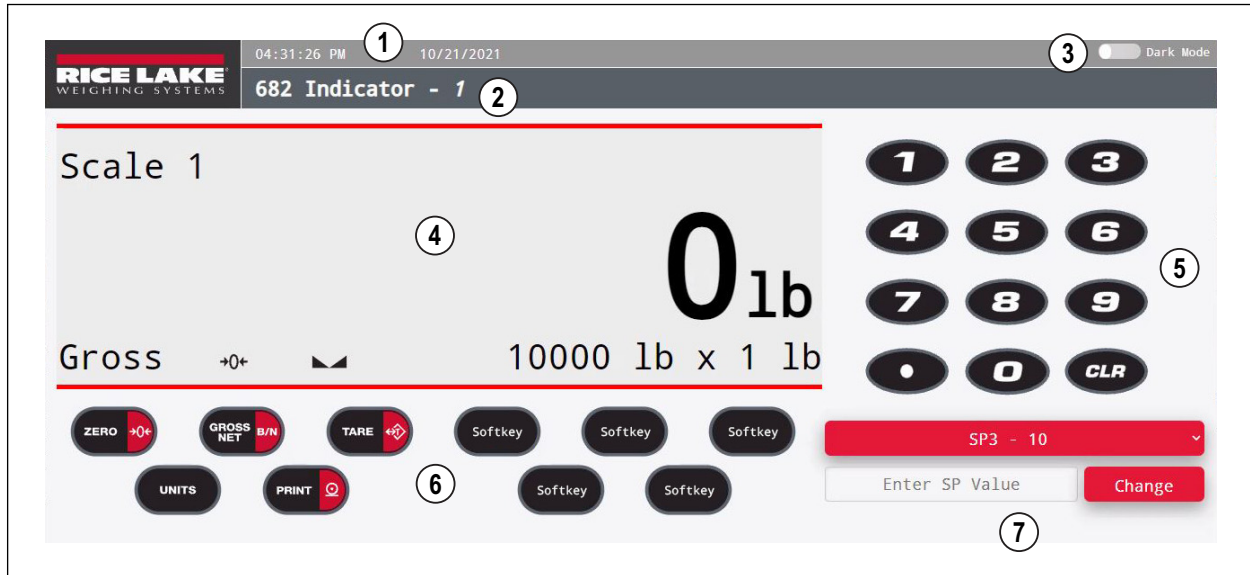 04:31:26 PM 1 10/21/2021 3 Dark Mode
RICE LAKE®
WEIGHING SYSTEMS
682 Indicator - 1 2
Scale 1
4
0 lb
Gross →0← 10000 lb x 1 lb
1 2 3
4 5 6
5
7 8 9
• 0 CLR
ZERO →0← GROSS NET B/N TARE →T← Softkey Softkey Softkey
UNITS PRINT 6 Softkey Softkey
SP3 - 10
Enter SP Value Change
7